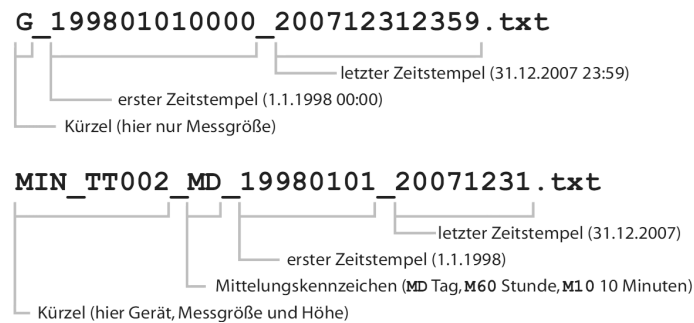 G_199801010000_200712312359.txt
letzter Zeitstempel (31.12.2007 23:59)
erster Zeitstempel (1.1.1998 00:00)
Kürzel (hier nur Messgröße)
MIN_TT002_MD_19980101_20071231.txt
letzter Zeitstempel (31.12.2007)
erster Zeitstempel (1.1.1998)
Mittelungskennzeichen (MD Tag, M60 Stunde, M10 10 Minuten)
Kürzel (hier Gerät, Messgröße und Höhe)